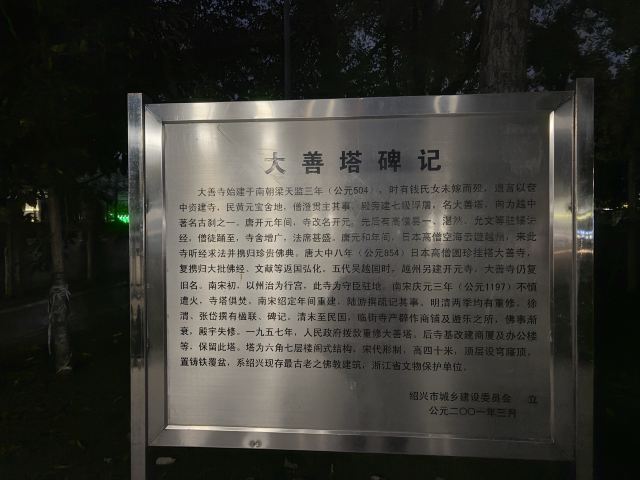 大善塔碑记
大善寺始建于南朝梁天监三年（公元504），时有钱氏女未嫁而殁，遗言以奁
中资建寺，民黄元宝舍地，僧澄贯主其事，殿旁建七级浮屠，名大善塔，向为越中
著名古刹之一。唐开元年间，寺改名开元，先后有高僧昙一、湛然、允文等驻锡法
经，僧徒踊至，寺舍增广，法席甚盛。唐元和年间，日本高僧空海云游越州，来此
寺听经求法并携归珍贵佛典。唐大中八年（公元854）日本高僧圆珍挂褡大善寺，
复携归大批佛经、文献等返国弘化。五代吴越国时，越州另建开元寺，大善寺仍复
旧名。南宋初，以州治为行宫，此寺为守臣驻地。南宋庆元三年（公元1197）不慎
遭火，寺塔俱焚，南宋绍定年间重建，陆游撰疏记其事。明清两季均有重修，徐
渭、张岱撰有楹联、碑记。清末至民国，临街寺产辟作商铺及游乐之所，佛事渐
衰，殿宇失修。一九五七年，人民政府拨款重修大善塔。后寺基改建商厦及办公楼
等，保留此塔。塔为六角七层楼阁式结构，宋代形制，高四十米，顶层设穹窿顶，
置铸铁覆盆，系绍兴现存最古老之佛教建筑，浙江省文物保护单位。
绍兴市城乡建设委员会 立
公元二〇〇一年三月